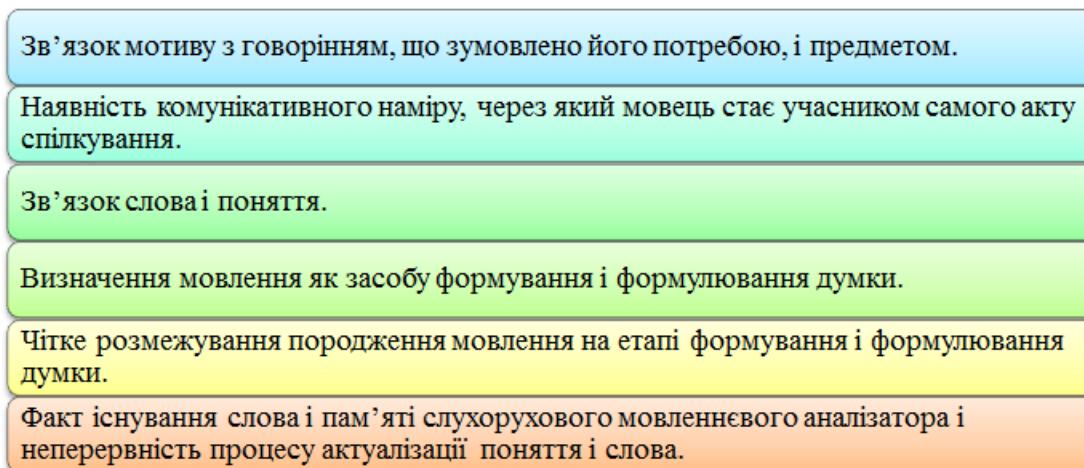 Зв’язок мотиву з говорінням, що зумовлено його потребою, і предметом.
Наявність комунікативного наміру, через який мовець стає учасником самого акту
спілкування.
Зв’язок слова і поняття.
Визначення мовлення як засобу формування і формулювання думки.
Чітке розмежування породження мовлення на етапі формування і формулювання
думки.
Факт існування слова і пам’яті слухорухового мовленнєвого аналізатора і
неперервність процесу актуалізації поняття і слова.